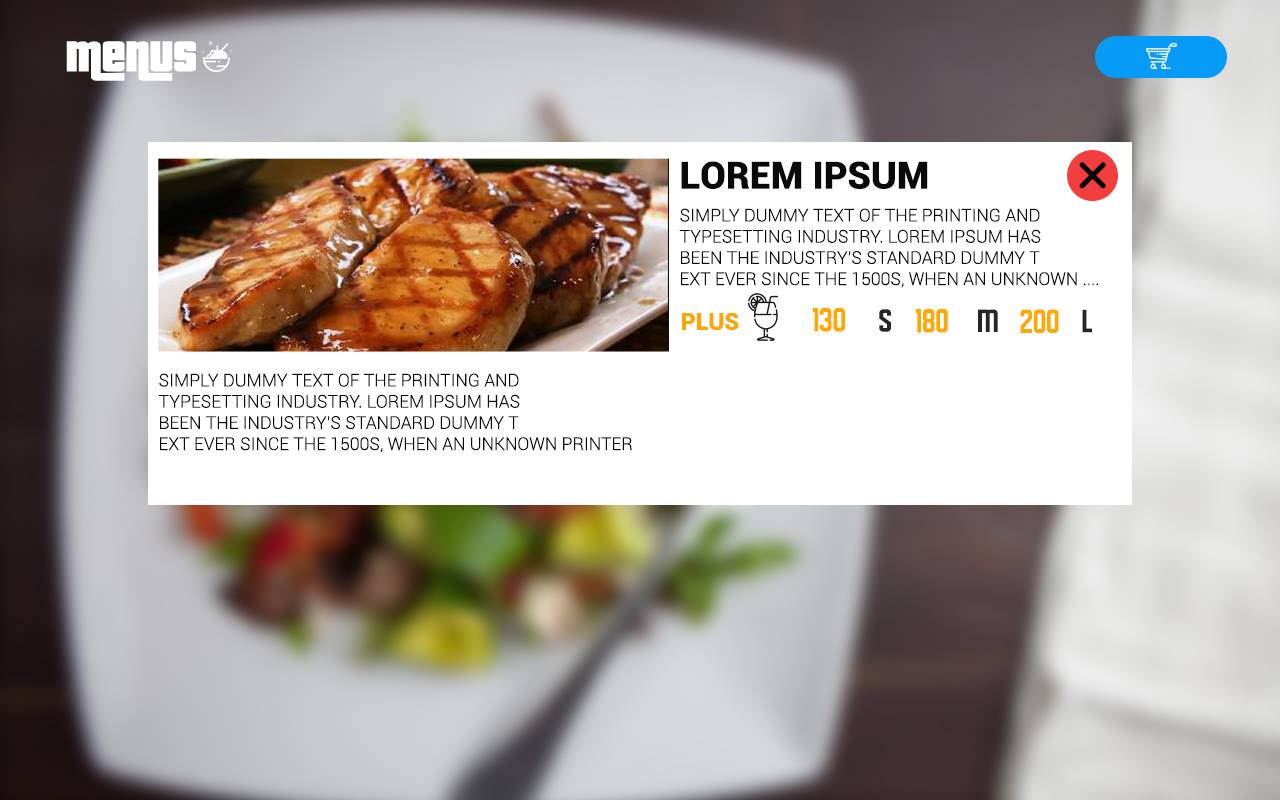 menus
LOREM IPSUM
SIMPLY DUMMY TEXT OF THE PRINTING AND
TYPESETTING INDUSTRY. LOREM IPSUM HAS
BEEN THE INDUSTRY'S STANDARD DUMMY T
EXT EVER SINCE THE 1500S, WHEN AN UNKNOWN ....
PLUS 130 S 180 M 200 L
SIMPLY DUMMY TEXT OF THE PRINTING AND
TYPESETTING INDUSTRY. LOREM IPSUM HAS
BEEN THE INDUSTRY'S STANDARD DUMMY T
EXT EVER SINCE THE 1500S, WHEN AN UNKNOWN PRINTER